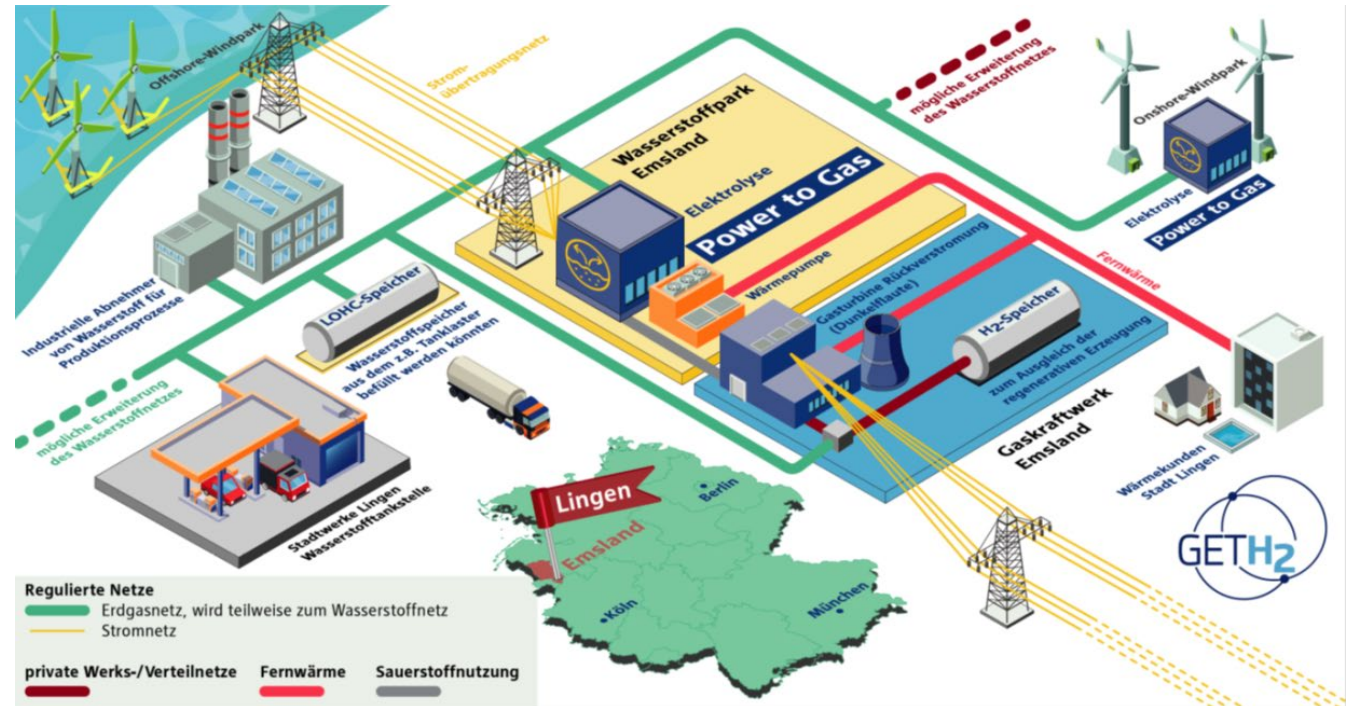 Offshore-Windpark
Strom-
übertragungsnetz
mögliche Erweiterung
des Wasserstoffnetzes
Onshore-Windpark
Elektrolyse
Power to Gas
Wasserstoffpark
Emsland
Elektrolyse
Power to Gas
Wärmepumpe
Gasturbine Rückverstromung
(Dunkelflaute)
Fernwärme
H2-Speicher
zum Ausgleich der
regenerativen Erzeugung
Gaskraftwerk
Emsland
Wärmekunden
Stadt Lingen
Industrielle Abnehmer
von Wasserstoff für
Produktionsprozesse
LOHC-Speicher
Wasserstoffspeicher
aus dem z.B. Tanklaster
befüllt werden könnten
mögliche Erweiterung
des Wasserstoffnetzes
Stadtwerke Lingen
Wasserstofftankstelle
Lingen
Emsland
Berlin
Köln
München
GETH2
Regulierte Netze
Erdgasnetz, wird teilweise zum Wasserstoffnetz
Stromnetz
private Werks-/Verteilnetze
Fernwärme
Sauerstoffnutzung